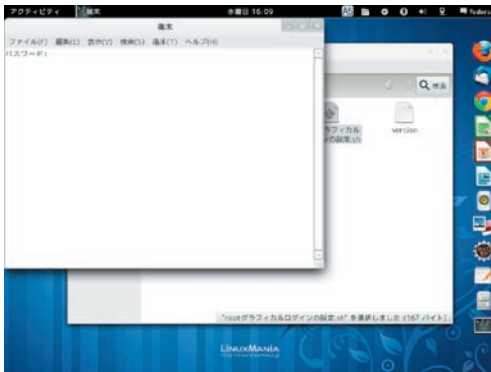 アクティビティ
端末
水曜日 16:09
fedora
端末
ファイル(F) 編集(E) 表示(V) 検索(S) 端末(T) ヘルプ(H)
パスワード:
検索
グラフィカル
ンの設定.sh
version
"rootグラフィカルログインの設定.sh" を選択しました (167 バイト)
LINUXMANIA